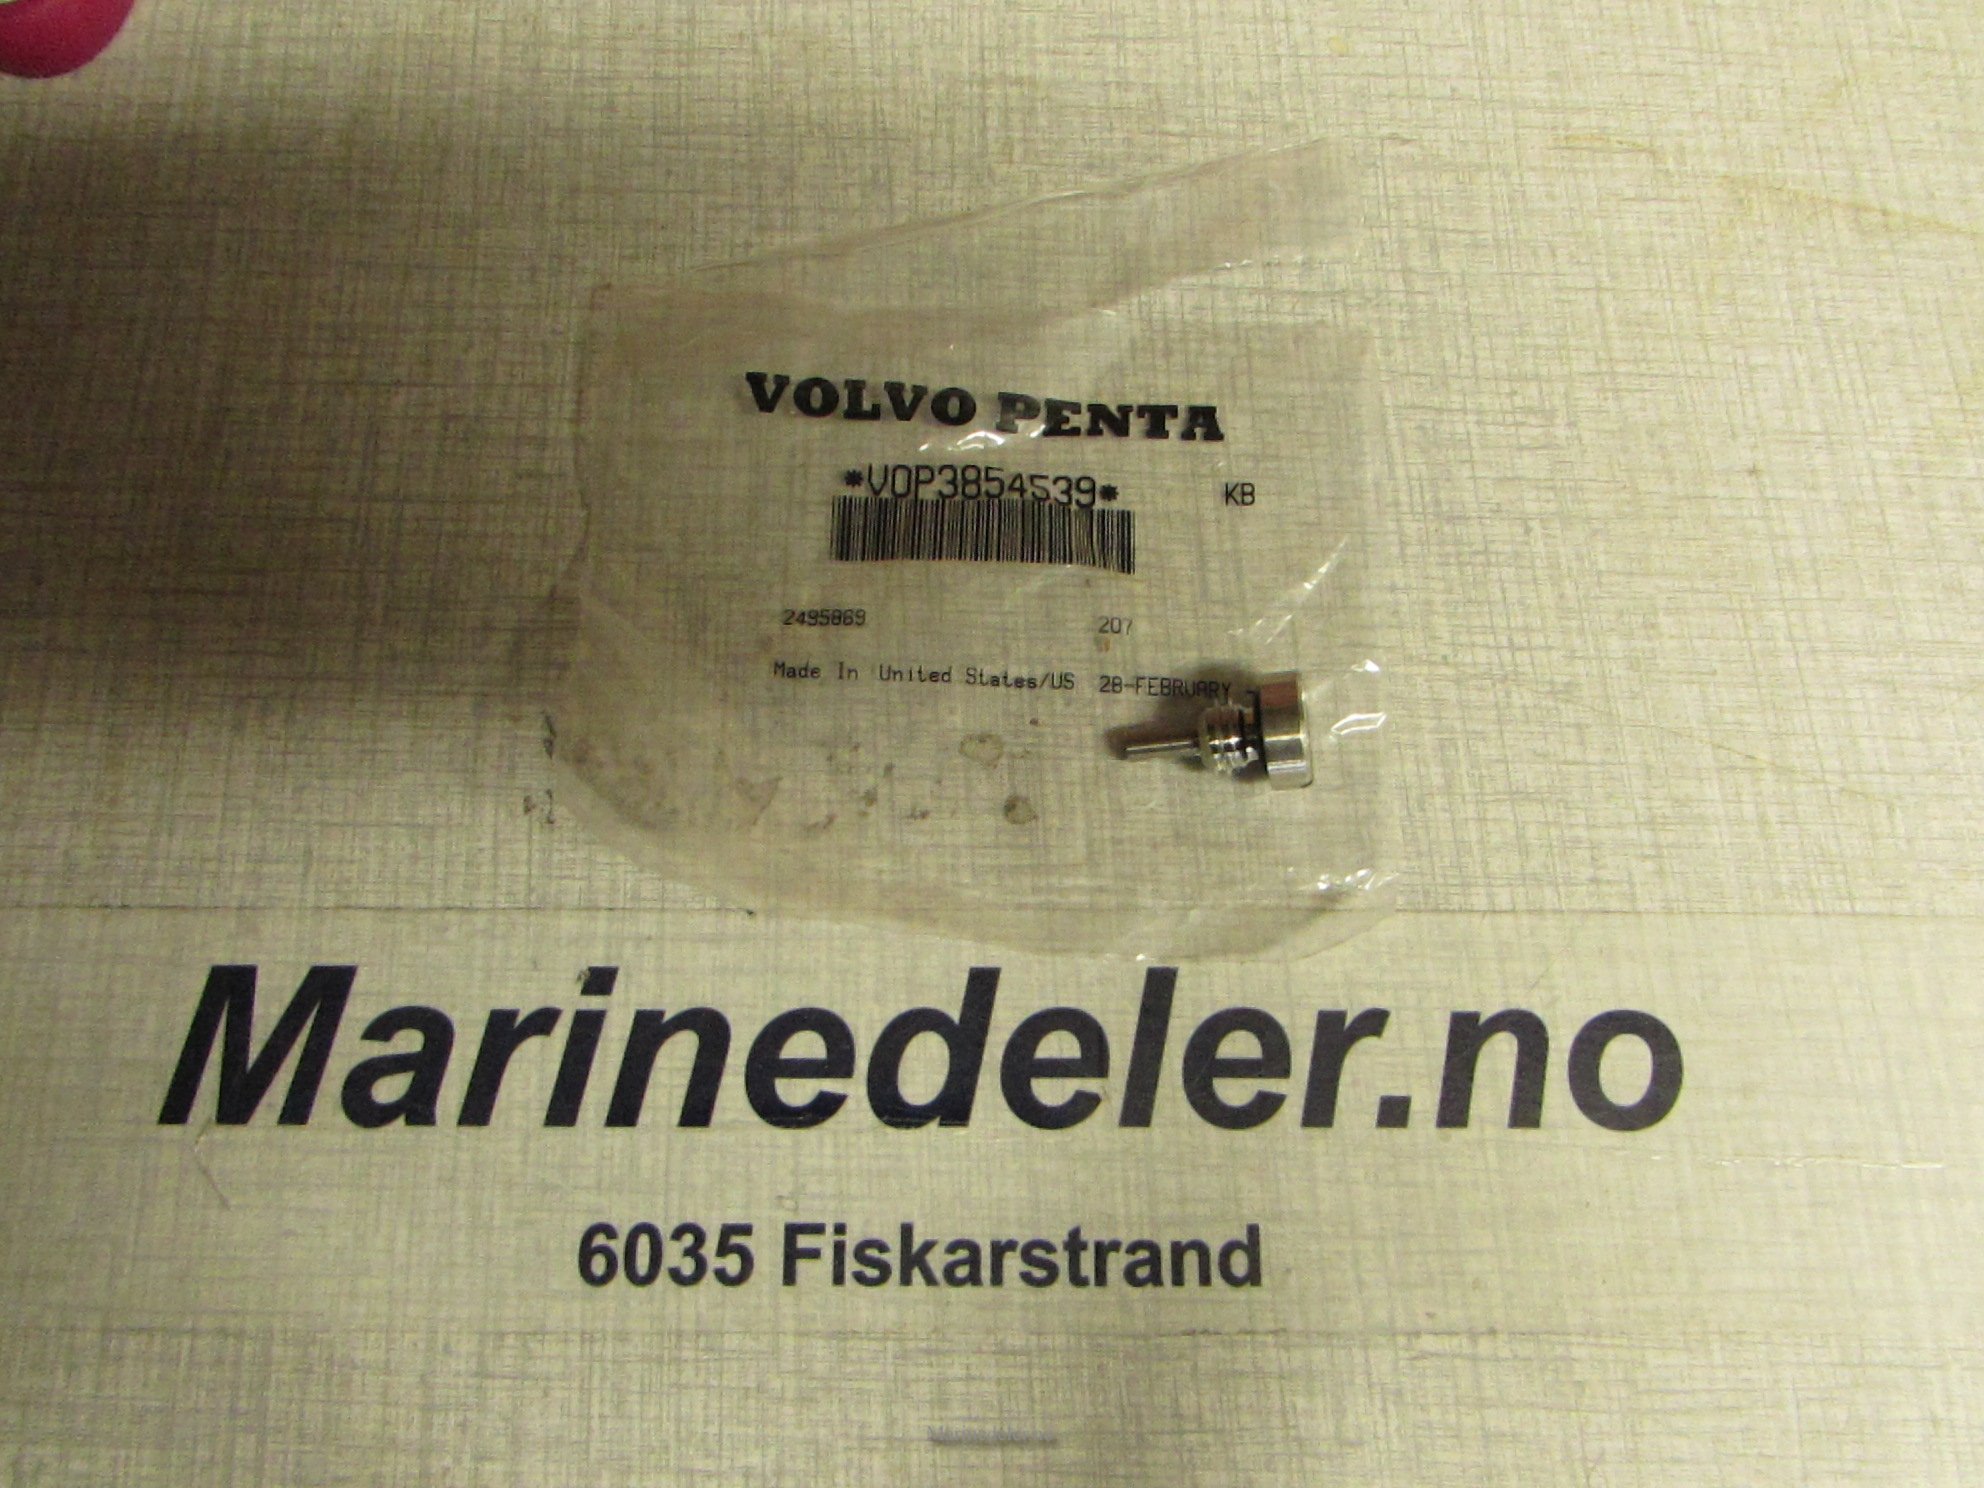 VOLVO PENTA
*VOP3854539* KB
2495869 207
Made In United States/US 28-FEBRUARY
Marinedeler.no
6035 Fiskarstrand